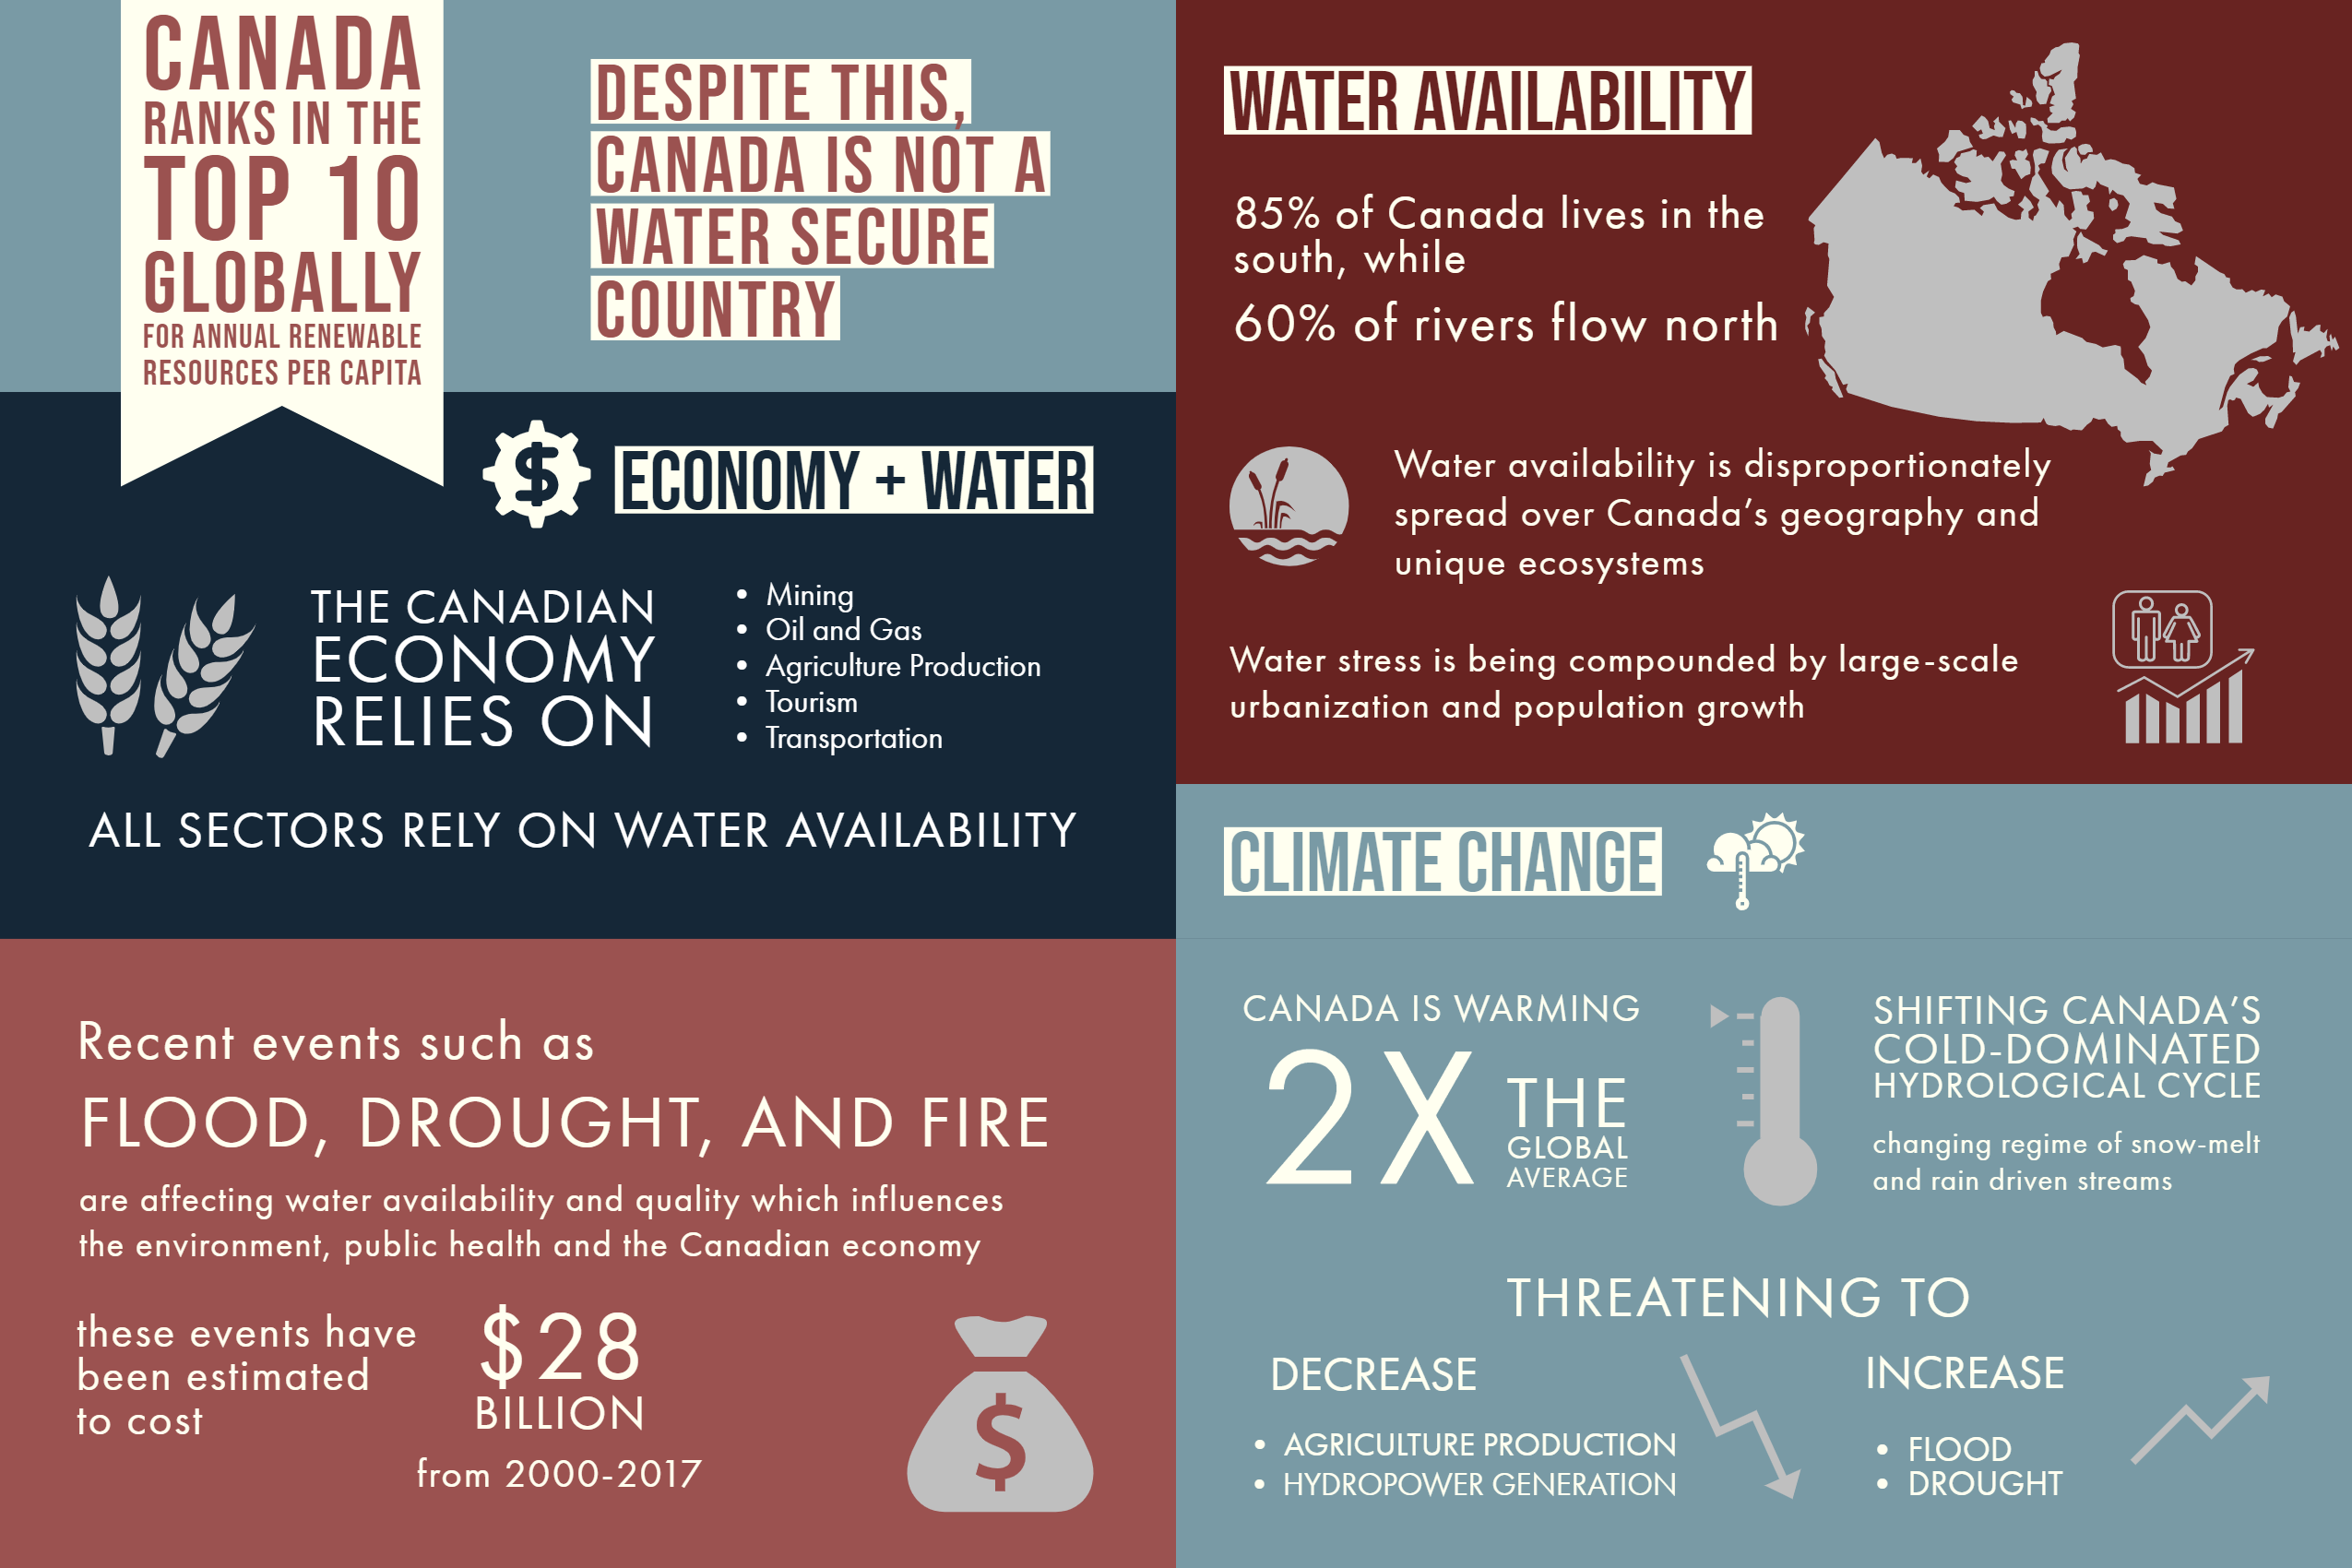 CANADA
RANKS IN THE
TOP 10
GLOBALLY
FOR ANNUAL RENEWABLE
RESOURCES PER CAPITA
DESPITE THIS,
CANADA IS NOT A
WATER SECURE
COUNTRY
$
ECONOMY + WATER
THE CANADIAN
ECONOMY
RELIES ON
• Mining
• Oil and Gas
• Agriculture Production
• Tourism
• Transportation
ALL SECTORS RELY ON WATER AVAILABILITY
Recent events such as
FLOOD, DROUGHT, AND FIRE
are affecting water availability and quality which influences
the environment, public health and the Canadian economy
these events have
been estimated
to cost
$28
BILLION
from 2000-2017
$
WATER AVAILABILITY
85% of Canada lives in the
south, while
60% of rivers flow north
Water availability is disproportionately
spread over Canada's geography and
unique ecosystems
Water stress is being compounded by large-scale
urbanization and population growth
CLIMATE CHANGE
CANADA IS WARMING
2X THE
GLOBAL
AVERAGE
SHIFTING CANADA'S
COLD-DOMINATED
HYDROLOGICAL CYCLE
changing regime of snow-melt
and rain driven streams
THREATENING TO
DECREASE
• AGRICULTURE PRODUCTION
• HYDROPOWER GENERATION
INCREASE
• FLOOD
• DROUGHT